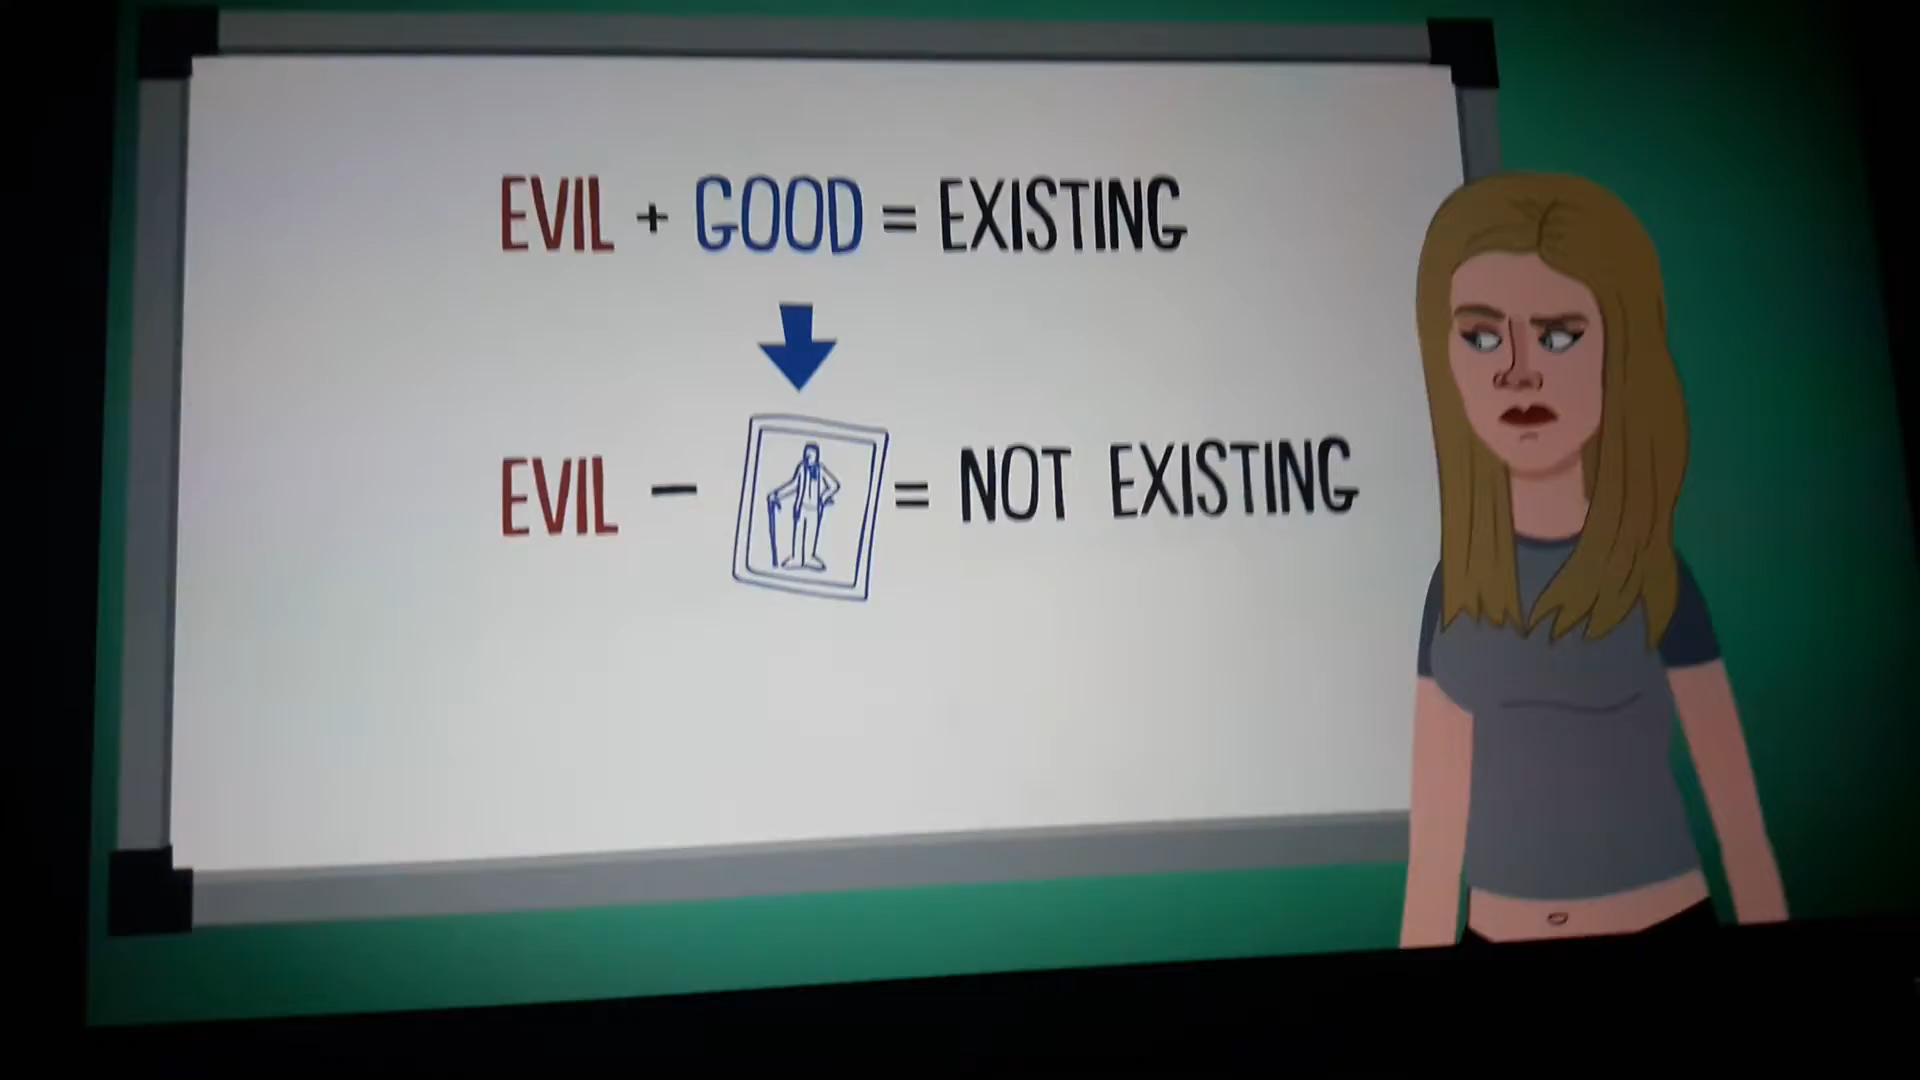 EVIL + GOOD = EXISTING
EVIL - = NOT EXISTING